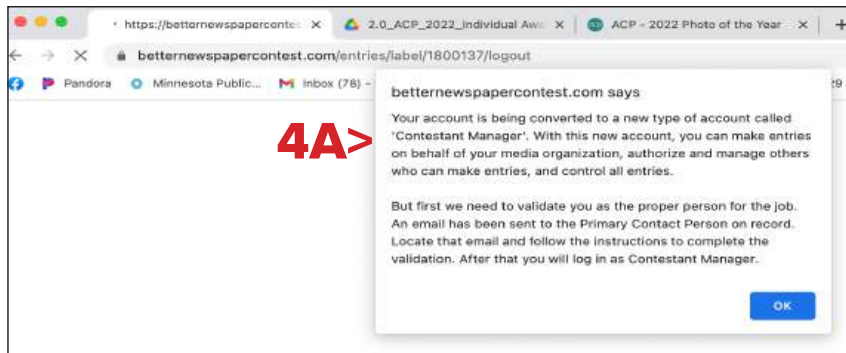 https://betternewspaperconte
2.0_ACP_2022_Individual Awa
ACP - 2022 Photo of the Year
betternewspapercontest.com/entries/label/1800137/logout
Pandora
Minnesota Public...
Inbox (78) -
29
betternewspapercontest.com says
4A>
Your account is being converted to a new type of account called
'Contestant Manager'. With this new account, you can make entries
on behalf of your media organization, authorize and manage others
who can make entries, and control all entries.
But first we need to validate you as the proper person for the job.
An email has been sent to the Primary Contact Person on record.
Locate that email and follow the instructions to complete the
validation. After that you will log in as Contestant Manager.
OK